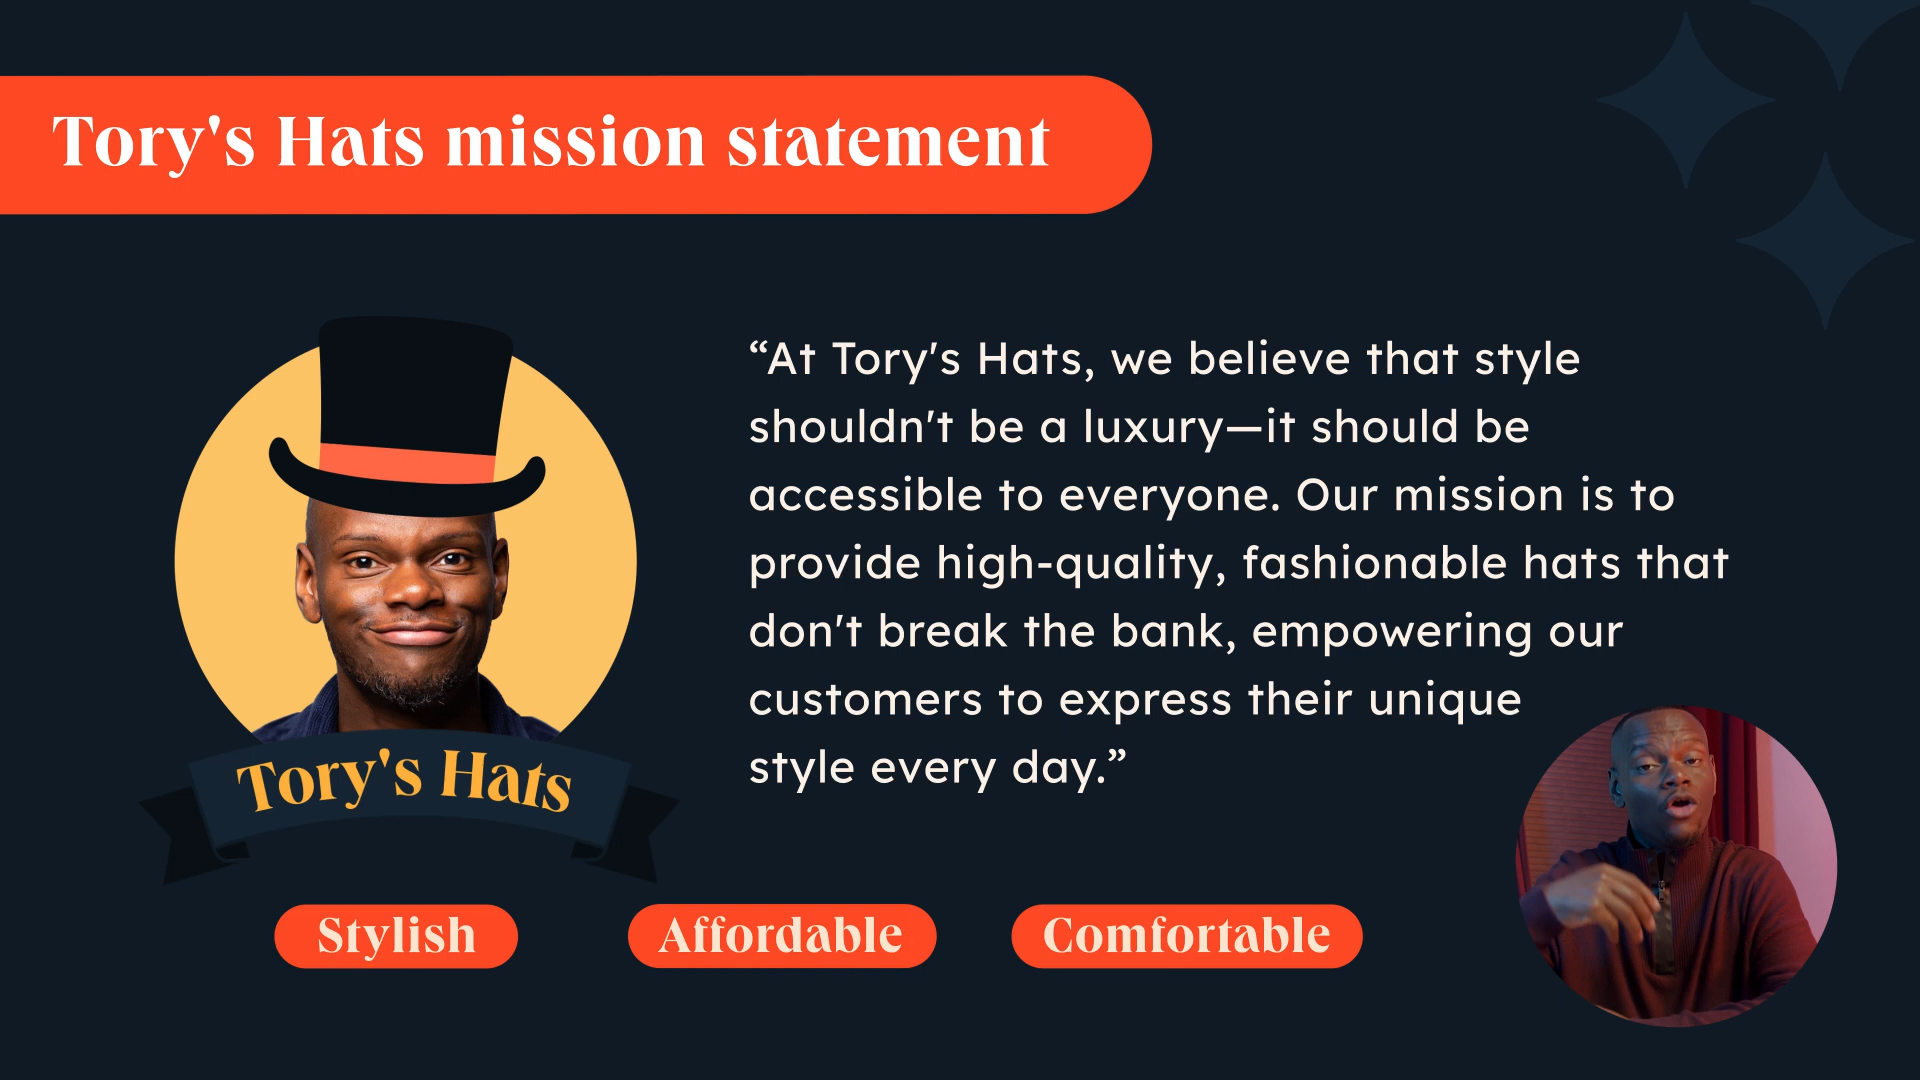 Tory's Hats mission statement
“At Tory's Hats, we believe that style
shouldn't be a luxury—it should be
accessible to everyone. Our mission is to
provide high-quality, fashionable hats that
don't break the bank, empowering our
customers to express their unique
style every day.”
Tory's Hats
Stylish
Affordable
Comfortable